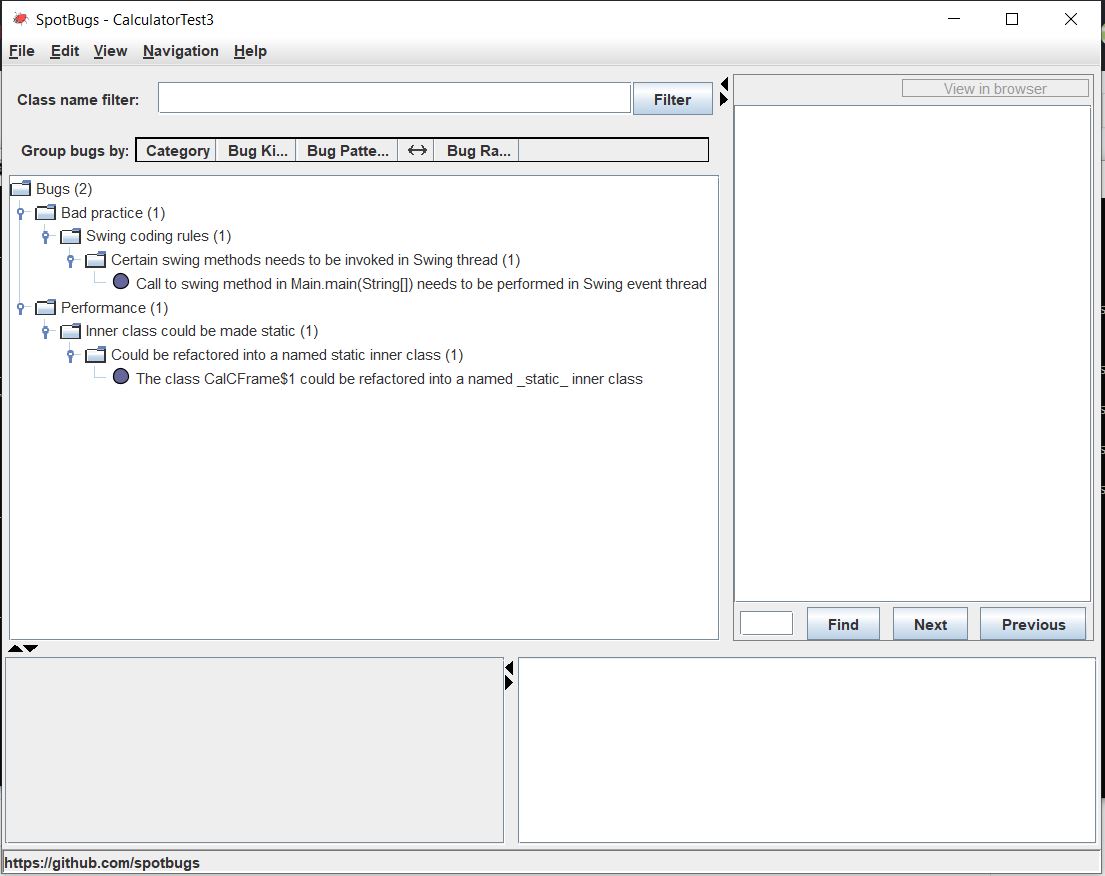 SpotBugs - CalculatorTest3
File Edit View Navigation Help
Class name filter: Filter
View in browser
Group bugs by: Category Bug Ki... Bug Patte... Bug Ra...
Bugs (2)
Bad practice (1)
Swing coding rules (1)
Certain swing methods needs to be invoked in Swing thread (1)
Call to swing method in Main.main(String[]) needs to be performed in Swing event thread
Performance (1)
Inner class could be made static (1)
Could be refactored into a named static inner class (1)
The class CalCFrame$1 could be refactored into a named _static_ inner class
Find Next Previous
https://github.com/spotbugs